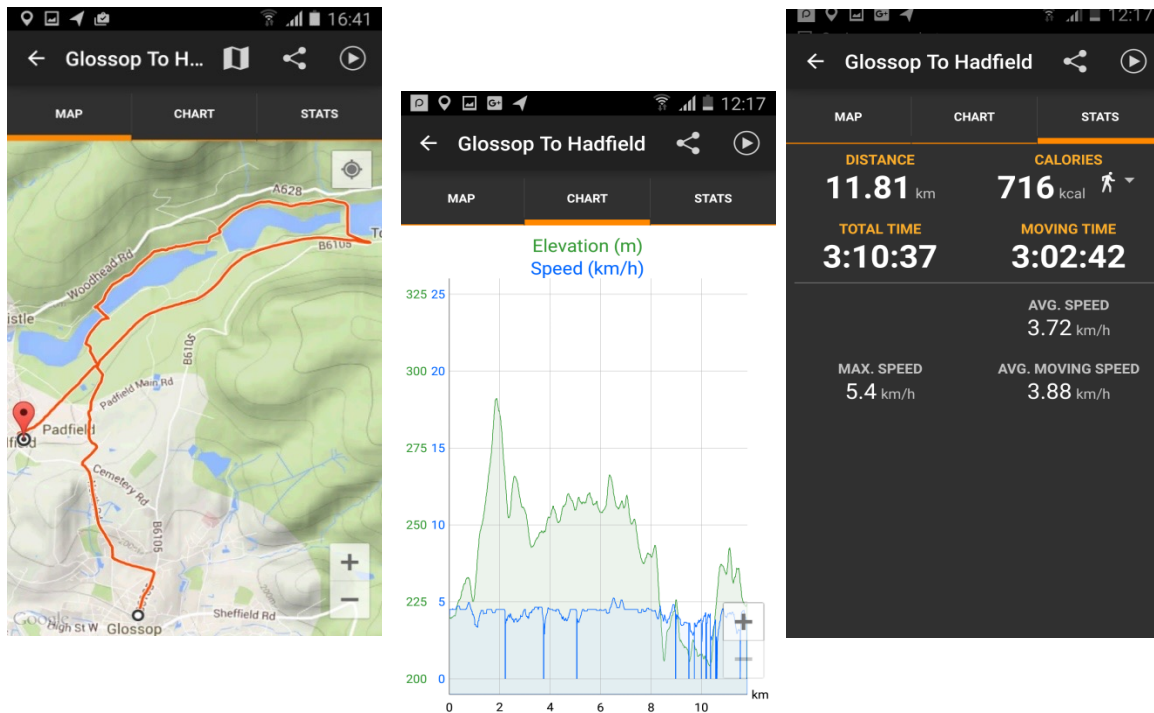 16:41
Glossop To H...
MAP CHART STATS
A628
To
B6105
Woodhead Rd
istle
B6105
Padfield Main Rd
Padfield
lfield
Cemetery Rd
B6105
200m
Sheffield Rd
Google
High St W Glossop
12:17
Glossop To Hadfield
MAP CHART STATS
Elevation (m)
Speed (km/h)
325 25
300 20
275 15
250 10
225 5
200 0
km
0 2 4 6 8 10
12:17
Glossop To Hadfield
MAP CHART STATS
DISTANCE CALORIES
11.81 km 716 kcal
TOTAL TIME MOVING TIME
3:10:37 3:02:42
AVG. SPEED
3.72 km/h
MAX. SPEED AVG. MOVING SPEED
5.4 km/h 3.88 km/h